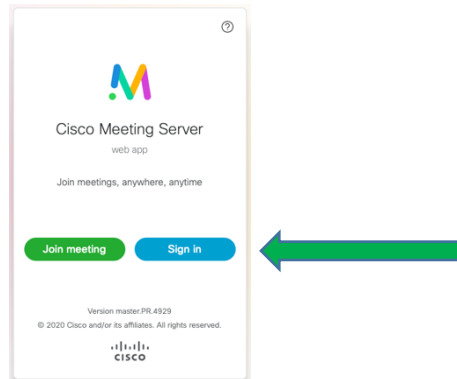 ?
Cisco Meeting Server
web app
Join meetings, anywhere, anytime
Join meeting Sign in
Version master.PR.4929
© 2020 Cisco and/or its affiliates. All rights reserved.
CISCO